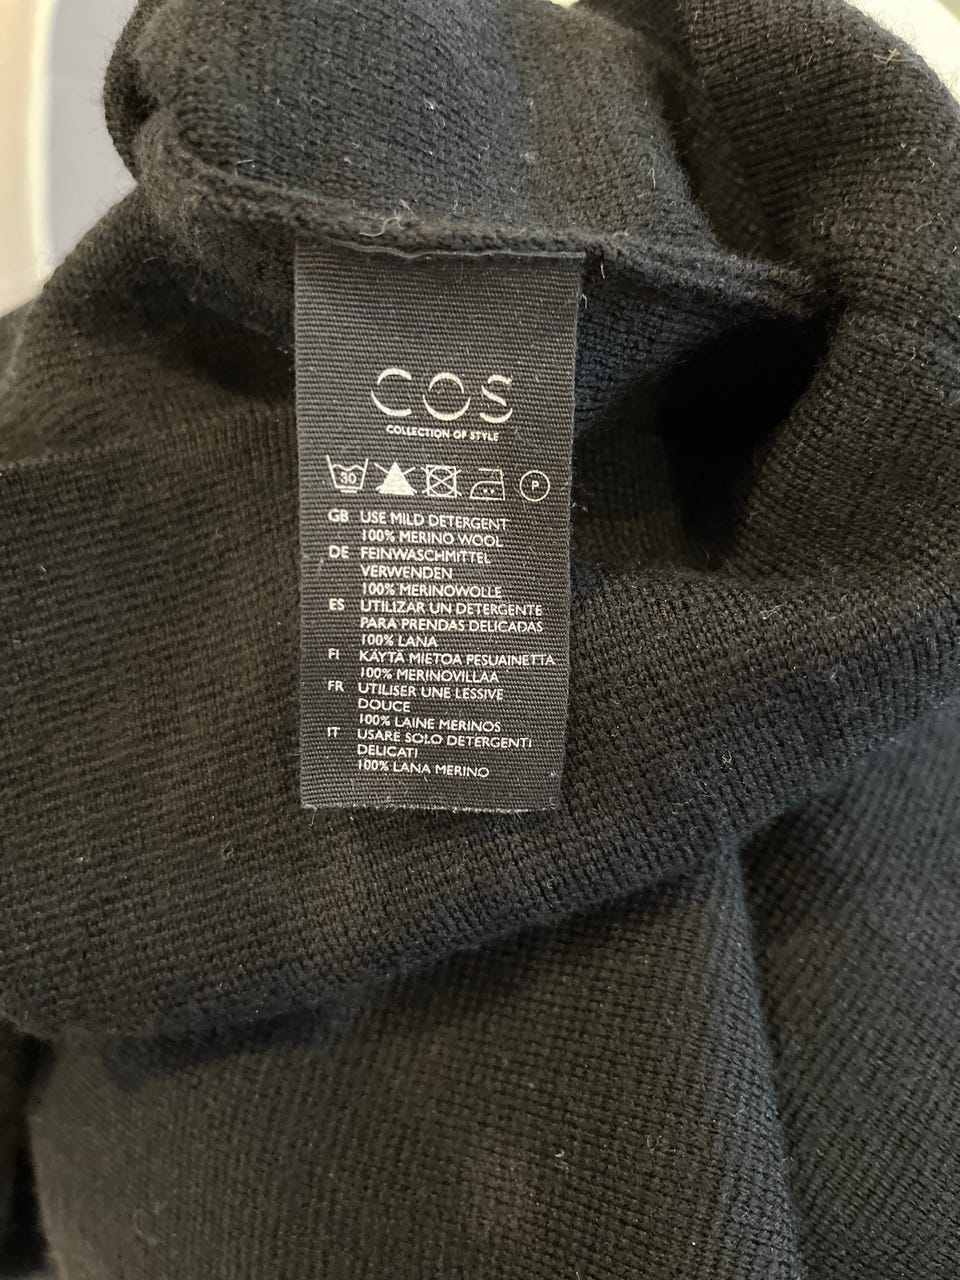 COS
COLLECTION OF STYLE
30 P
GB USE MILD DETERGENT
100% MERINO WOOL
DE FEINWASCHMITTEL
VERWENDEN
100% MERINOWOLLE
ES UTILIZAR UN DETERGENTE
PARA PRENDAS DELICADAS
100% LANA
FI KÄYTÄ MIETOA PESUAINETTA
100% MERINOVILLAA
FR UTILISER UNE LESSIVE
DOUCE
100% LAINE MERINOS
IT USARE SOLO DETERGENTI
DELICATI
100% LANA MERINO